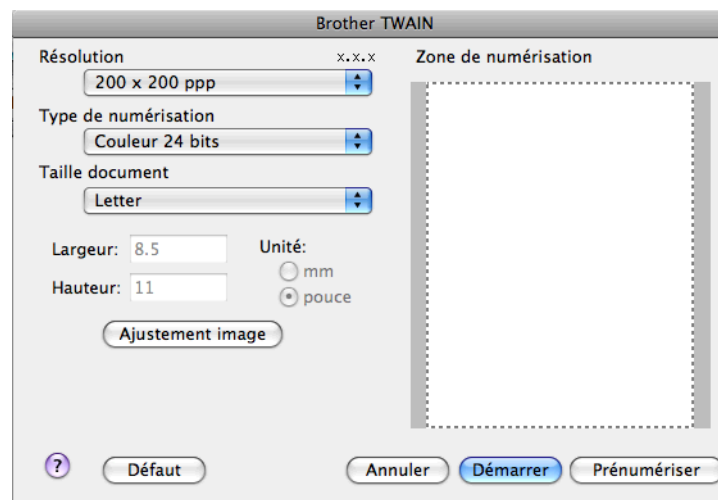 Brother TWAIN
Résolution x.x.x
200 x 200 ppp
Type de numérisation
Couleur 24 bits
Taille document
Letter
Largeur: 8.5
Hauteur: 11
Unité:
mm
pouce
Ajustement image
Zone de numérisation
? Défaut Annuler Démarrer Prénumériser